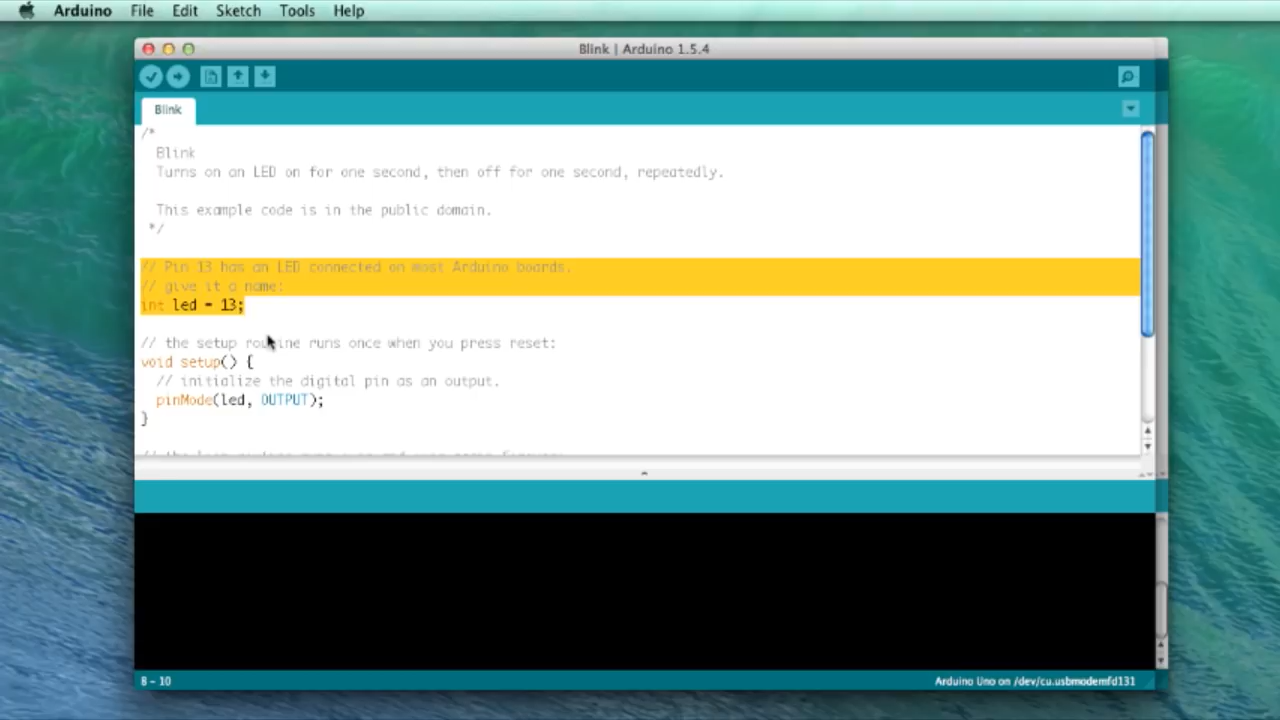 Arduino File Edit Sketch Tools Help
Blink | Arduino 1.5.4
Blink
/*
Blink
Turns on an LED on for one second, then off for one second, repeatedly.
This example code is in the public domain.
*/
// Pin 13 has an LED connected on most Arduino boards.
// give it a name:
int led = 13;
// the setup routine runs once when you press reset:
void setup() {
// initialize the digital pin as an output.
pinMode(led, OUTPUT);
}
8 - 10
Arduino Uno on /dev/cu.usbmodemfd131